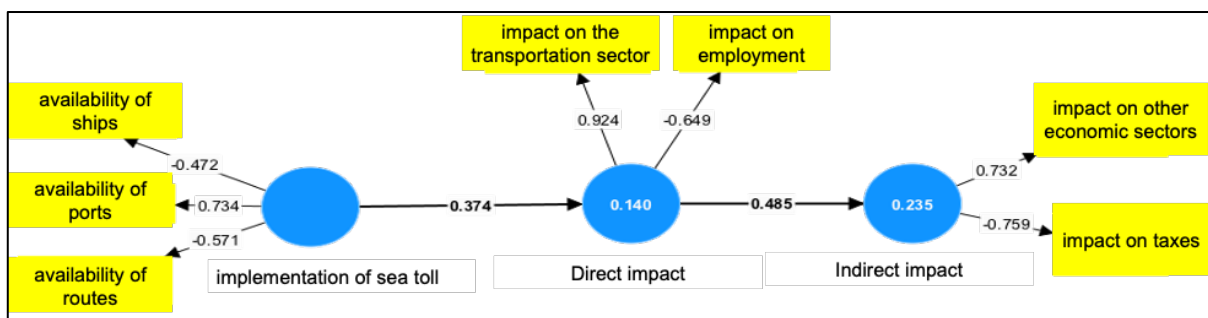 impact on the
transportation sector
impact on
employment
availability of
ships
impact on other
economic sectors
0.924
-0.649
-0.472
0.732
availability of
ports
0.734
0.374
0.140
0.485
0.235
-0.571
-0.759
impact on taxes
availability of
routes
implementation of sea toll
Direct impact
Indirect impact